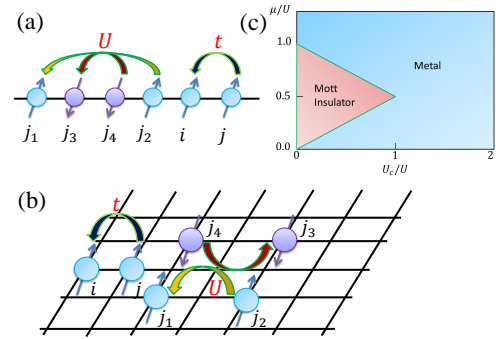 (a)
U
t
j1 j3 j4 j2 i j
(c)
μ/U
1.0
0.5
0.0
Metal
Mott
Insulator
0 1 2
Uc/U
(b)
t
j4 j3
i j U
j1 j2